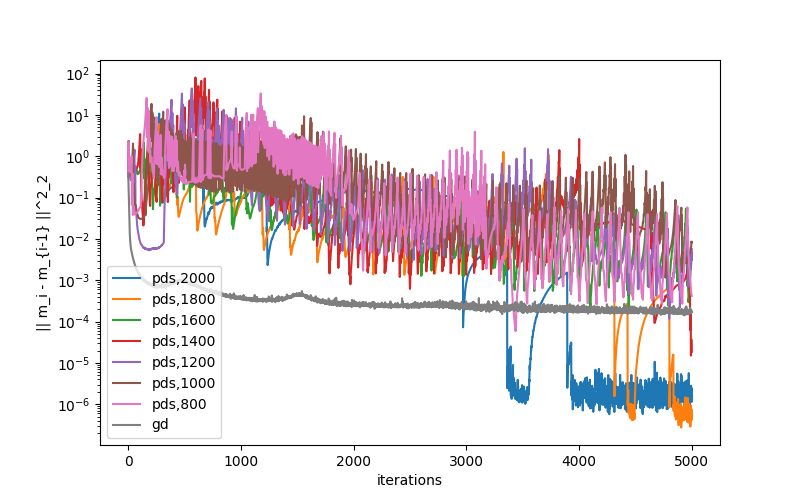 10^2
10^1
10^0
10^-1
10^-2
10^-3
10^-4
10^-5
10^-6
|| m_i - m_{i-1} ||^2_2
pds,2000
pds,1800
pds,1600
pds,1400
pds,1200
pds,1000
pds,800
gd
0 1000 2000 3000 4000 5000
iterations